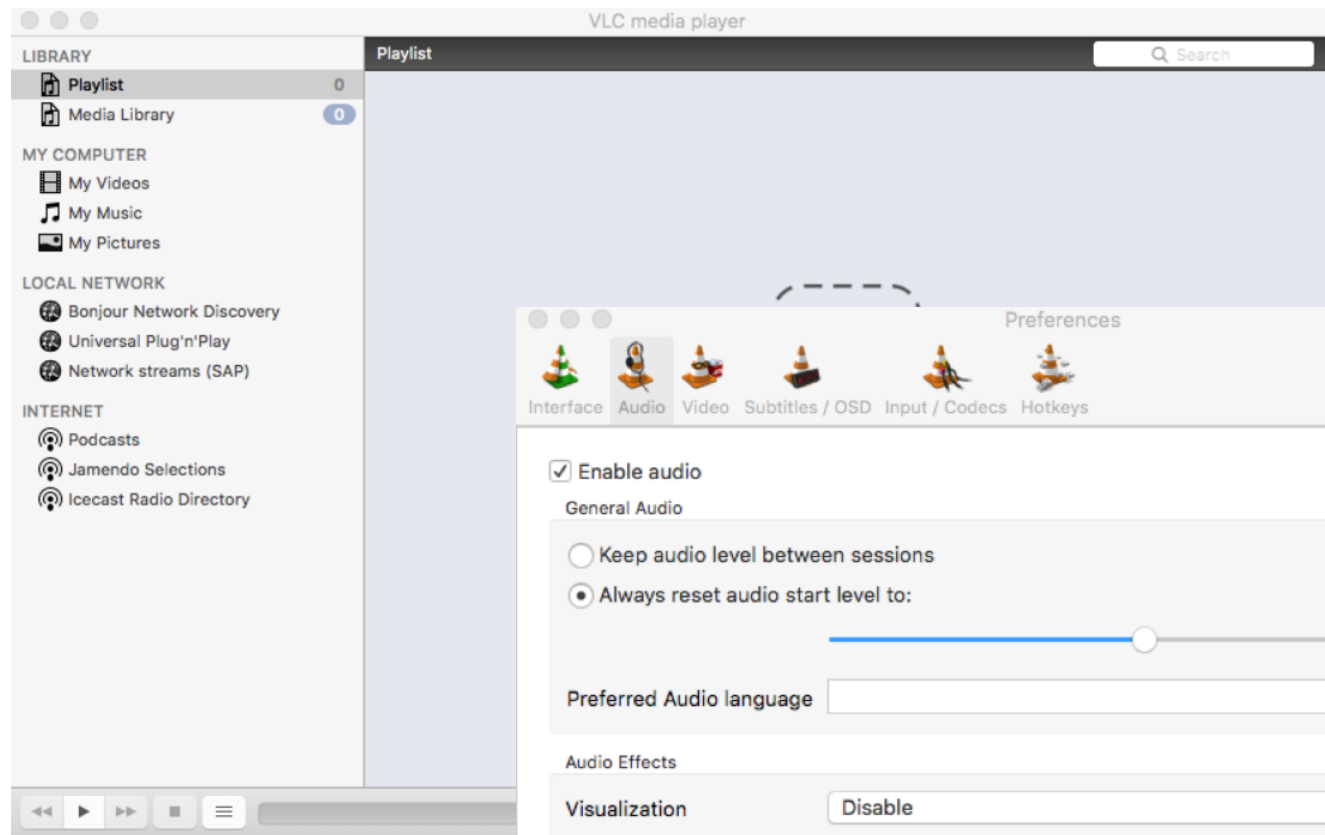 VLC media player
LIBRARY
Playlist 0
Media Library 0
MY COMPUTER
My Videos
My Music
My Pictures
LOCAL NETWORK
Bonjour Network Discovery
Universal Plug'n'Play
Network streams (SAP)
INTERNET
Podcasts
Jamendo Selections
Icecast Radio Directory
Playlist Search
Preferences
Interface Audio Video Subtitles / OSD Input / Codecs Hotkeys
Enable audio
General Audio
Keep audio level between sessions
Always reset audio start level to:
Preferred Audio language
Audio Effects
Visualization Disable